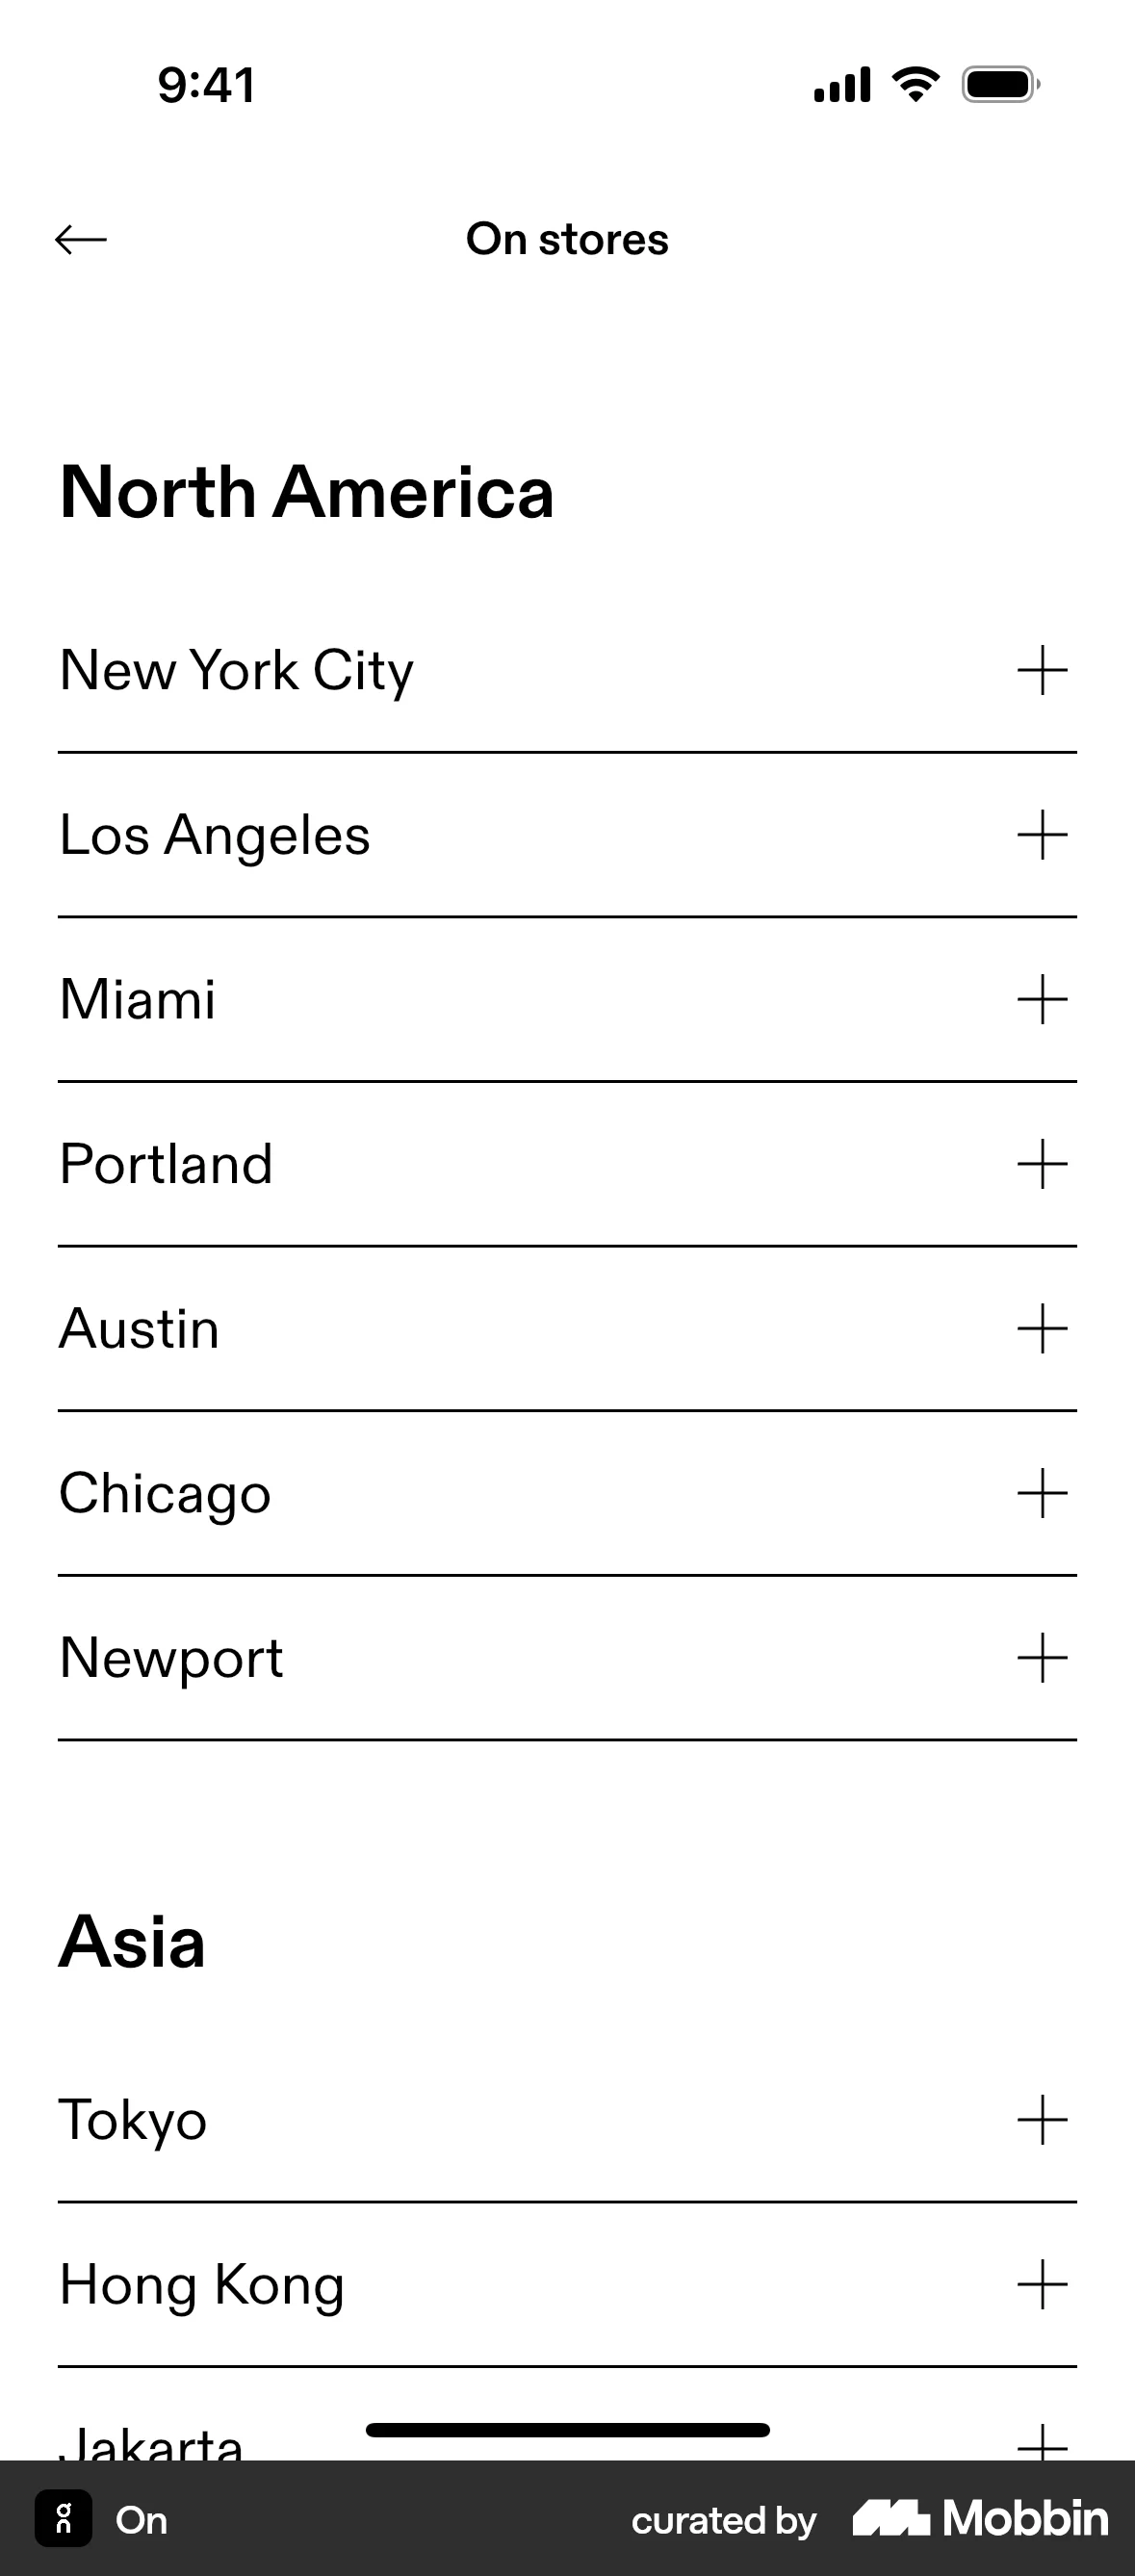 9:41
On stores
North America
New York City
Los Angeles
Miami
Portland
Austin
Chicago
Newport
Asia
Tokyo
Hong Kong
Jakarta
On
curated by Mobbin